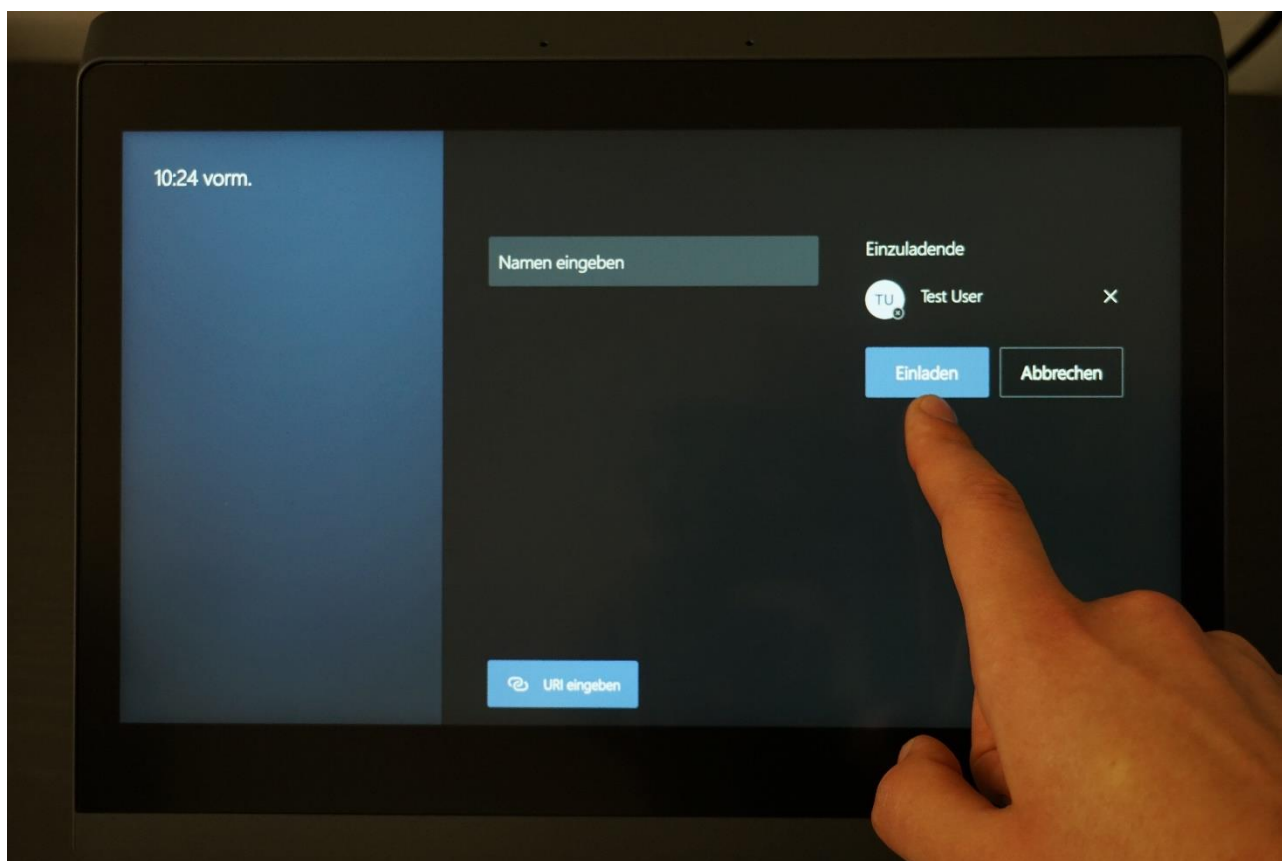 10:24 vorm.
Namen eingeben
Einzuladende
TU Test User
Einladen Abbrechen
URI eingeben